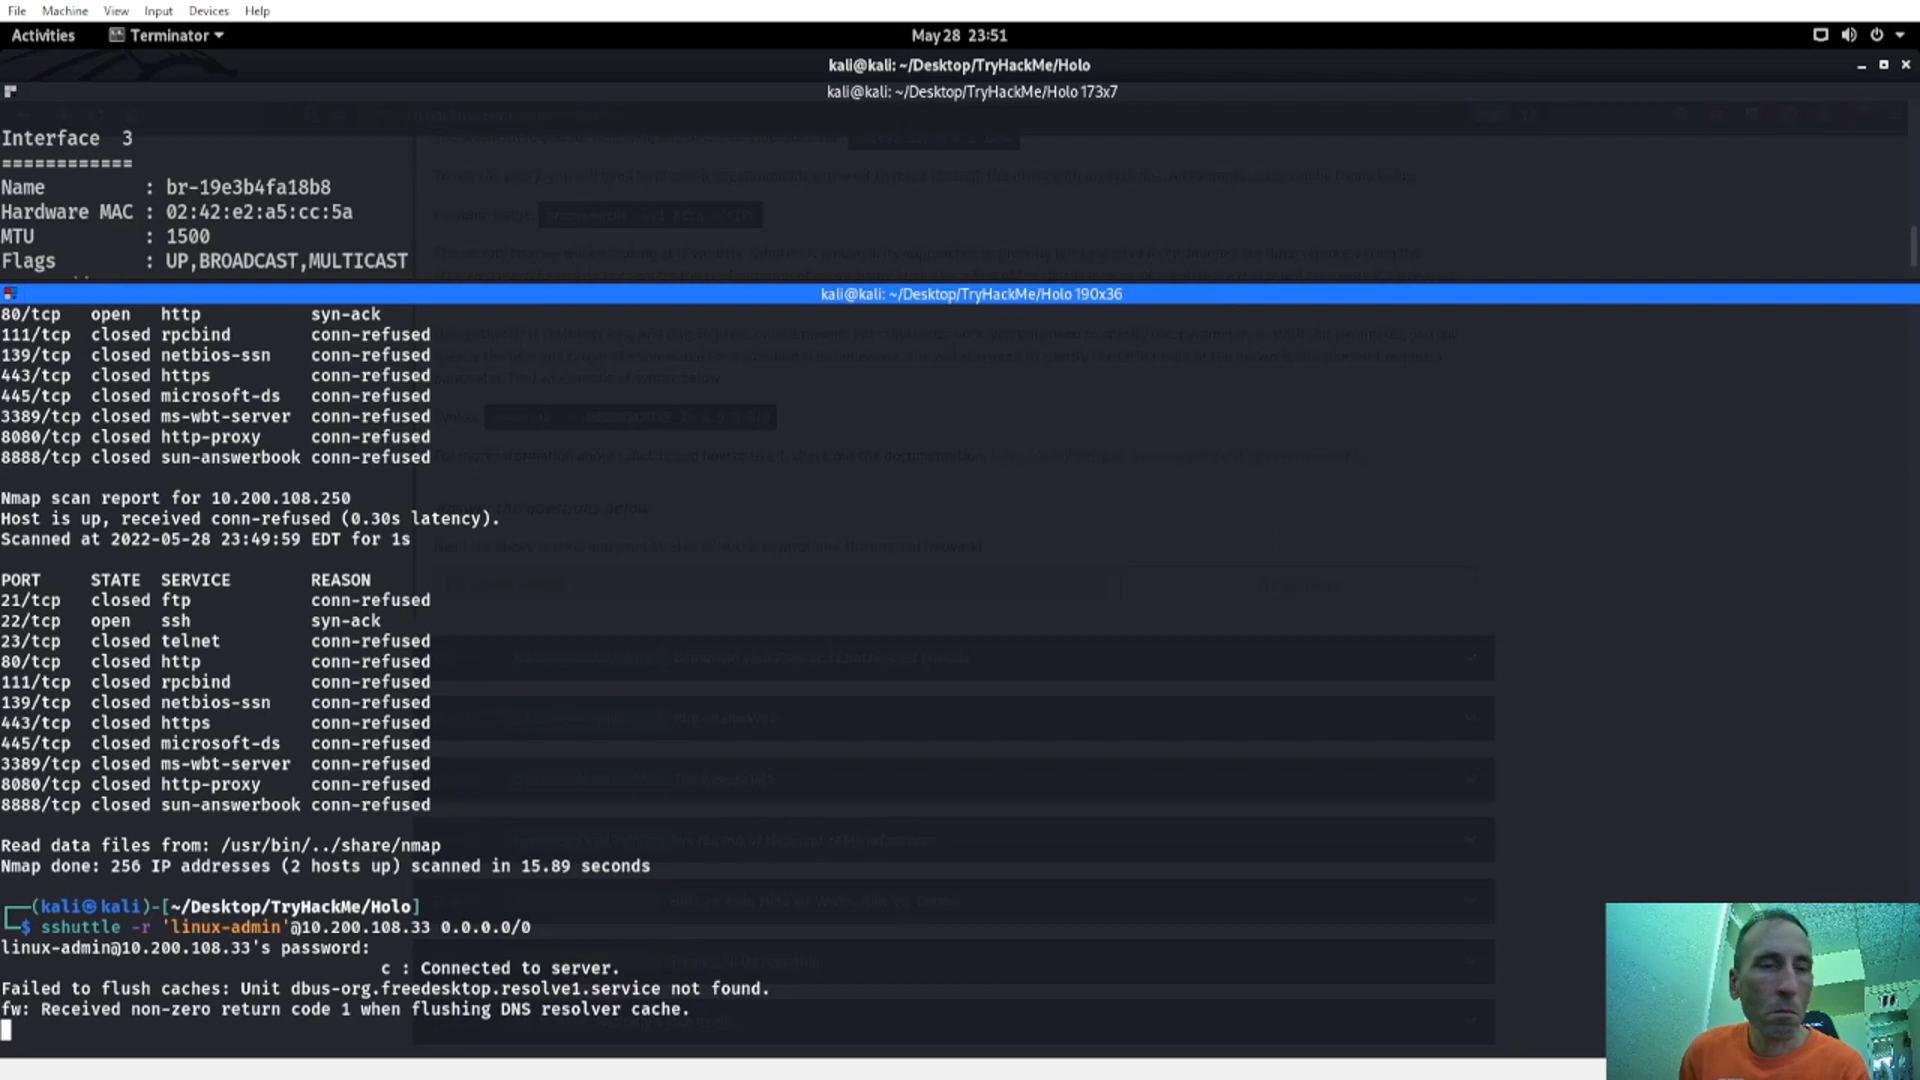 File Machine View Input Devices Help
Activities Terminator May 28 23:51
kali@kali: ~/Desktop/TryHackMe/Holo
kali@kali: ~/Desktop/TryHackMe/Holo 173x7
Interface 3
============
Name : br-19e3b4fa18b8
Hardware MAC : 02:42:e2:a5:cc:5a
MTU : 1500
Flags : UP,BROADCAST,MULTICAST
kali@kali: ~/Desktop/TryHackMe/Holo 190x36
80/tcp open http syn-ack
111/tcp closed rpcbind conn-refused
139/tcp closed netbios-ssn conn-refused
443/tcp closed https conn-refused
445/tcp closed microsoft-ds conn-refused
3389/tcp closed ms-wbt-server conn-refused
8080/tcp closed http-proxy conn-refused
8888/tcp closed sun-answerbook conn-refused
Nmap scan report for 10.200.108.250
Host is up, received conn-refused (0.30s latency).
Scanned at 2022-05-28 23:49:59 EDT for 1s
PORT STATE SERVICE REASON
21/tcp closed ftp conn-refused
22/tcp open ssh syn-ack
23/tcp closed telnet conn-refused
80/tcp closed http conn-refused
111/tcp closed rpcbind conn-refused
139/tcp closed netbios-ssn conn-refused
443/tcp closed https conn-refused
445/tcp closed microsoft-ds conn-refused
3389/tcp closed ms-wbt-server conn-refused
8080/tcp closed http-proxy conn-refused
8888/tcp closed sun-answerbook conn-refused
Read data files from: /usr/bin/../share/nmap
Nmap done: 256 IP addresses (2 hosts up) scanned in 15.89 seconds
┌──(kali㉿kali)-[~/Desktop/TryHackMe/Holo]
└─$ sshuttle -r 'linux-admin'@10.200.108.33 0.0.0.0/0
linux-admin@10.200.108.33's password:
c : Connected to server.
Failed to flush caches: Unit dbus-org.freedesktop.resolve1.service not found.
fw: Received non-zero return code 1 when flushing DNS resolver cache.